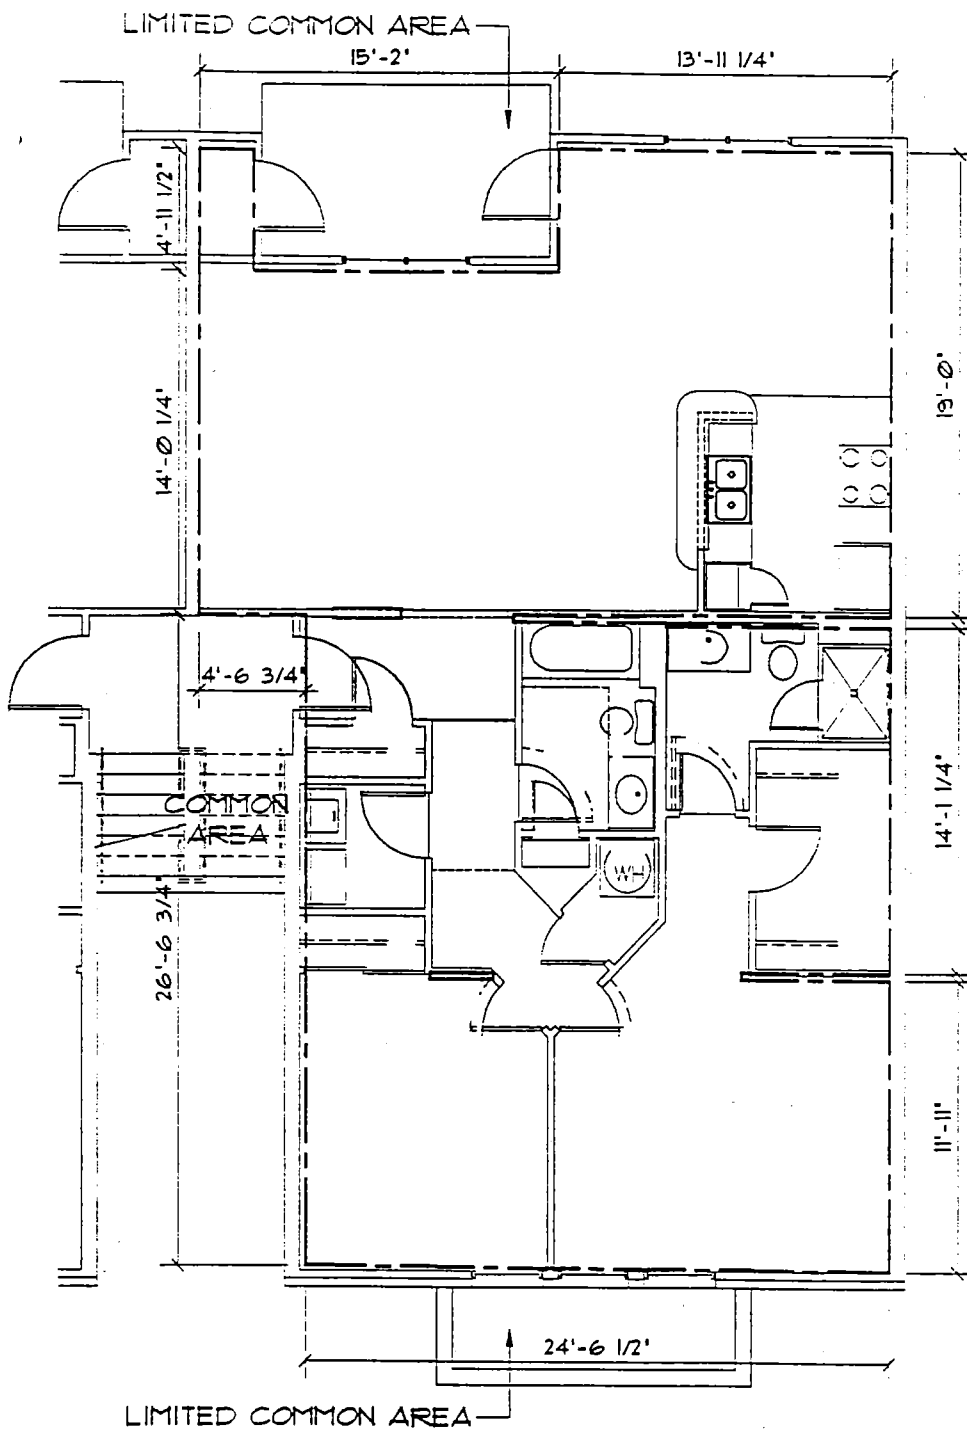 LIMITED COMMON AREA
15'-2"
13'-11 1/4"
4'-11 1/2"
14'-0 1/4"
19'-0"
4'-6 3/4"
COMMON
AREA
14'-1 1/4"
WH
26'-6 3/4"
11'-11"
24'-6 1/2"
LIMITED COMMON AREA